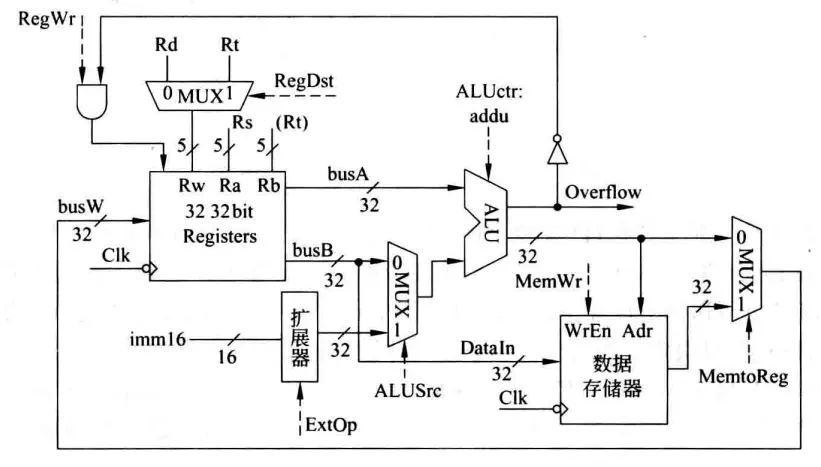 RegWr
Rd Rt
0 MUX 1
RegDst
ALUctr:
addu
Rs (Rt)
5 5 5
Rw Ra Rb
busA
32
Overflow
busW
32
32 32bit
Registers
ALU
Clk
busB
32
0 MUX 1
32
0 MUX 1
MemWr
32
imm16
16
扩展器
32
WrEn Adr
DataIn
32
数据
存储器
ALUSrc
Clk
MemtoReg
ExtOp